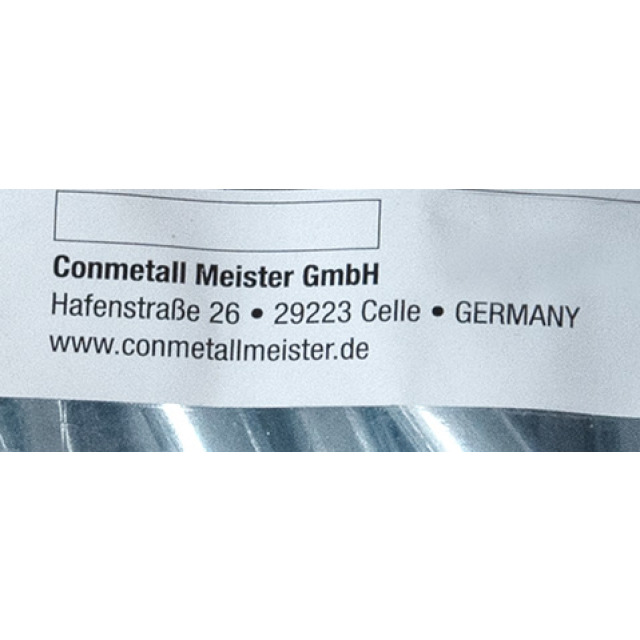 Conmetall Meister GmbH
Hafenstraße 26 • 29223 Celle • GERMANY
www.conmetallmeister.de